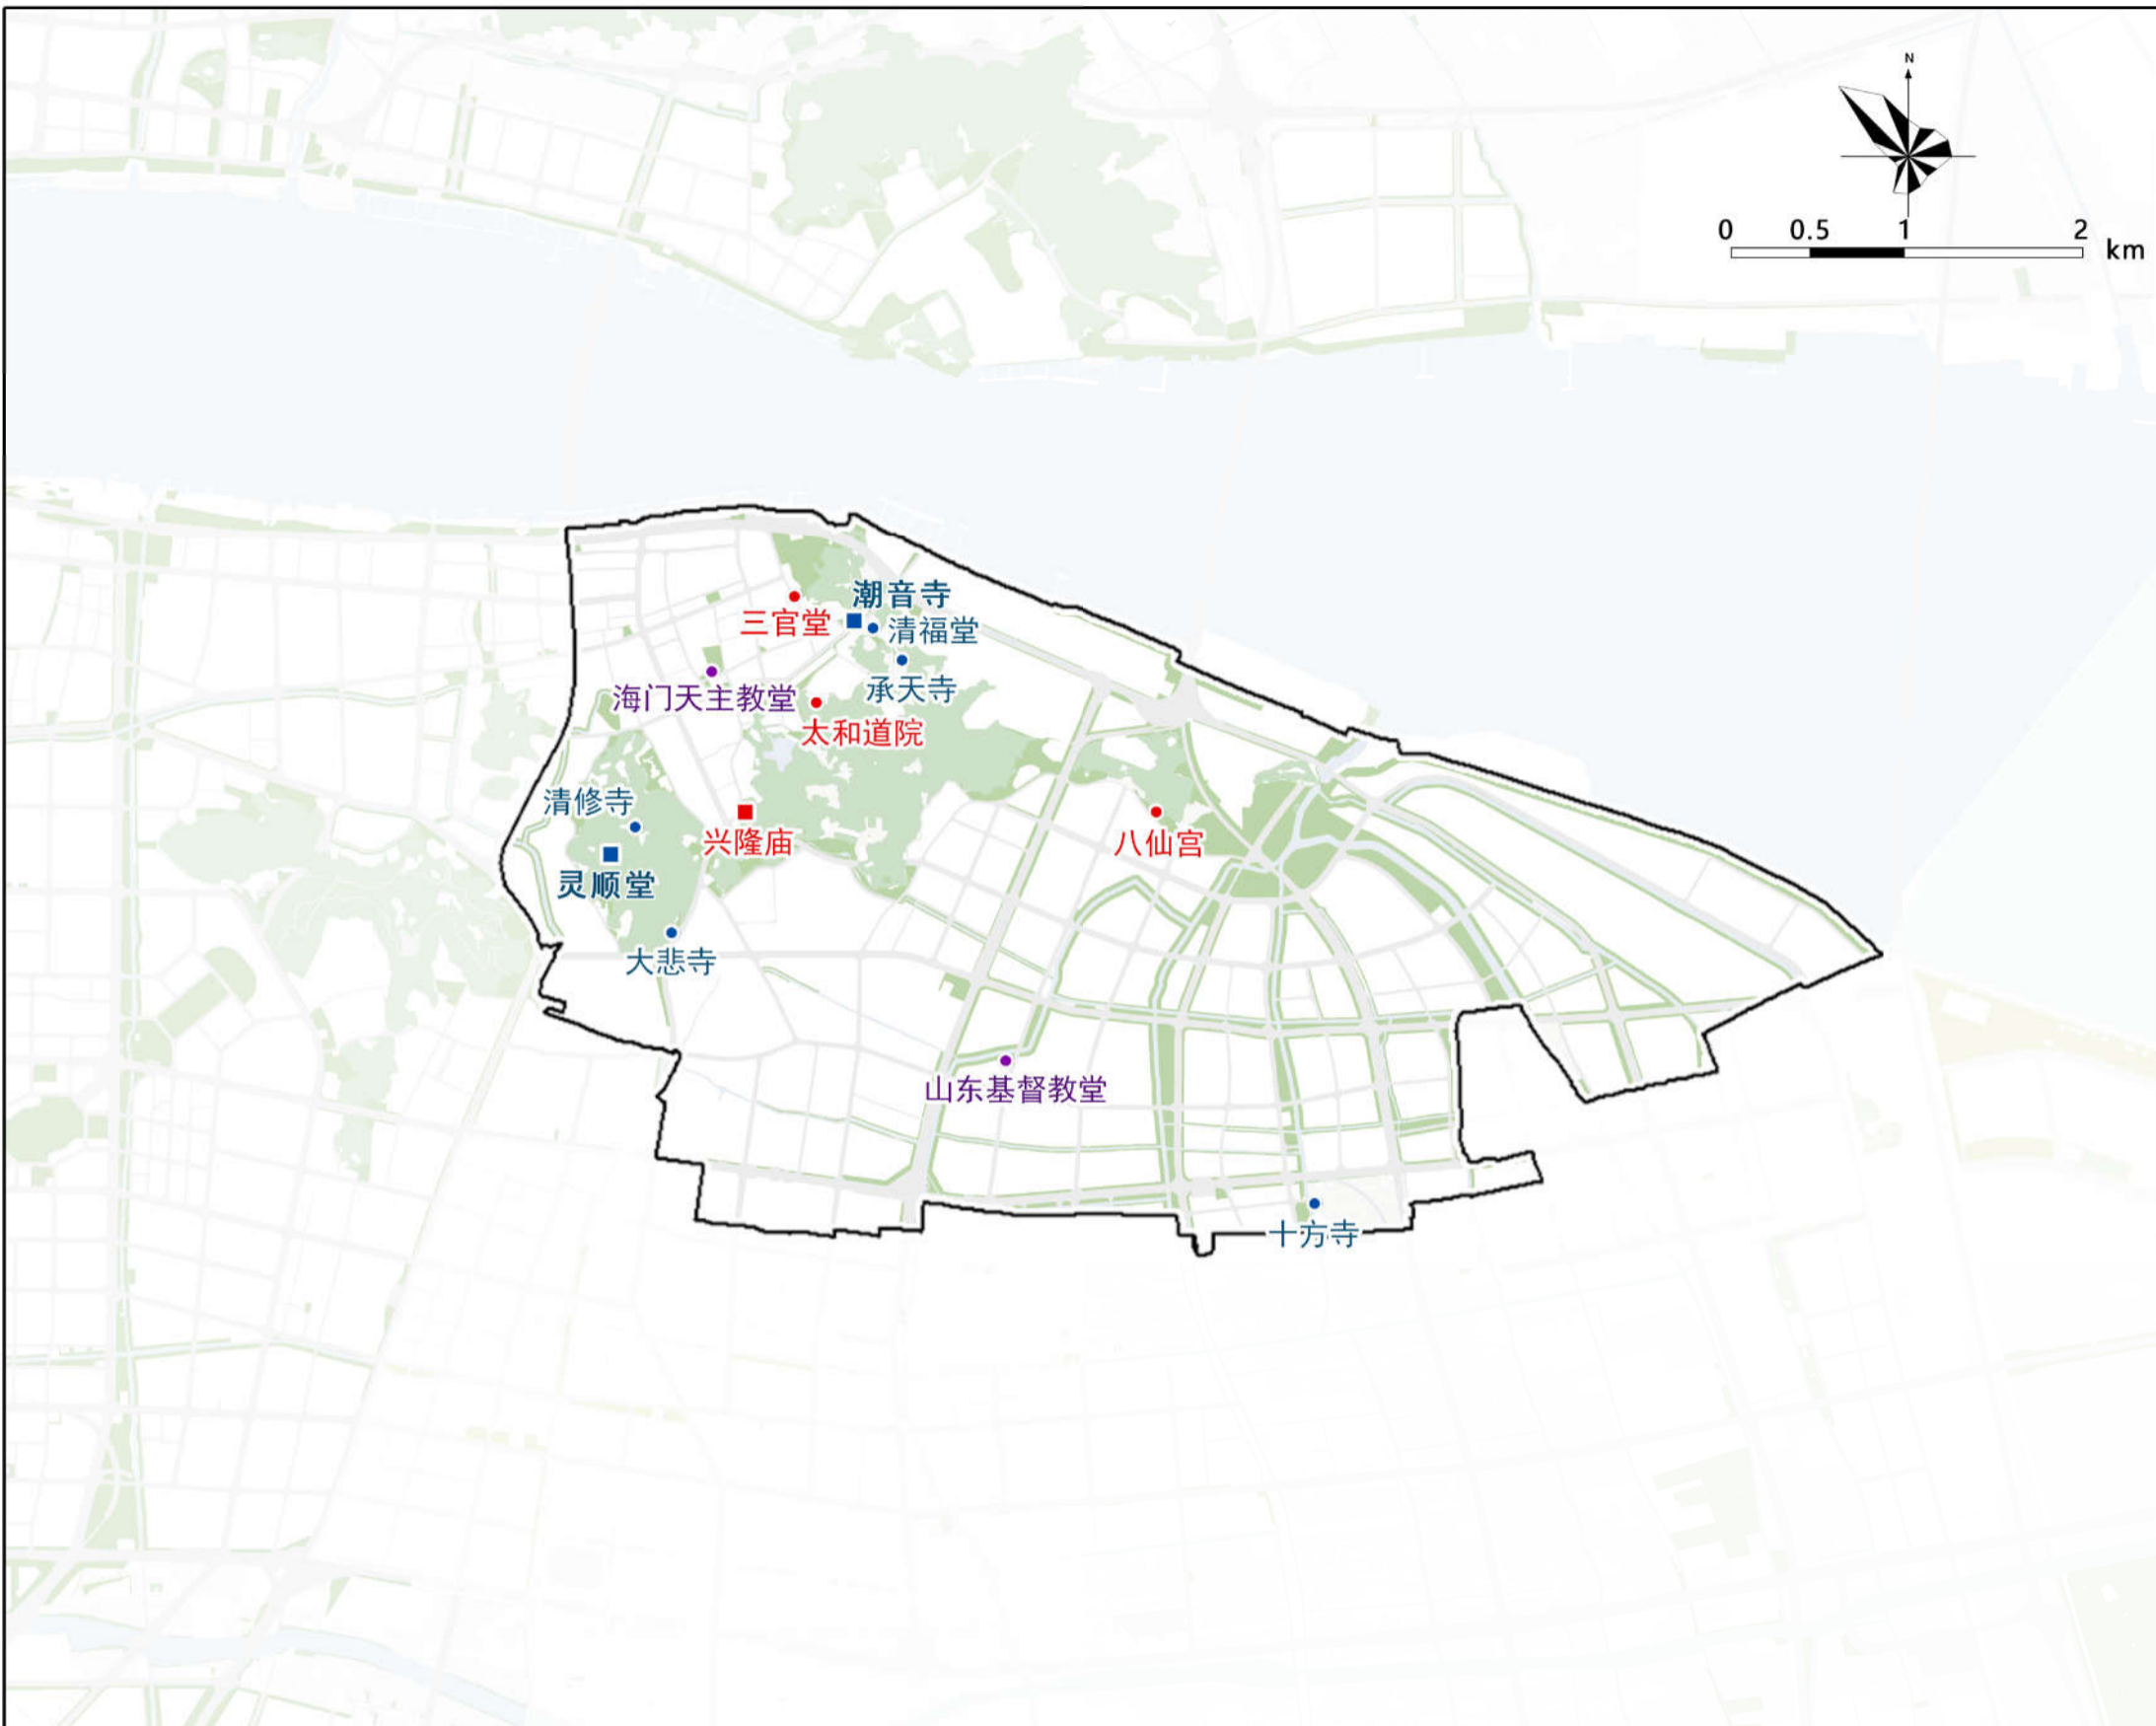 N
0 0.5 1 2 km
潮音寺
三官堂
清福堂
承天寺
海门天主教堂
太和道院
清修寺
兴隆庙
八仙宫
灵顺堂
大悲寺
山东基督教堂
十方寺